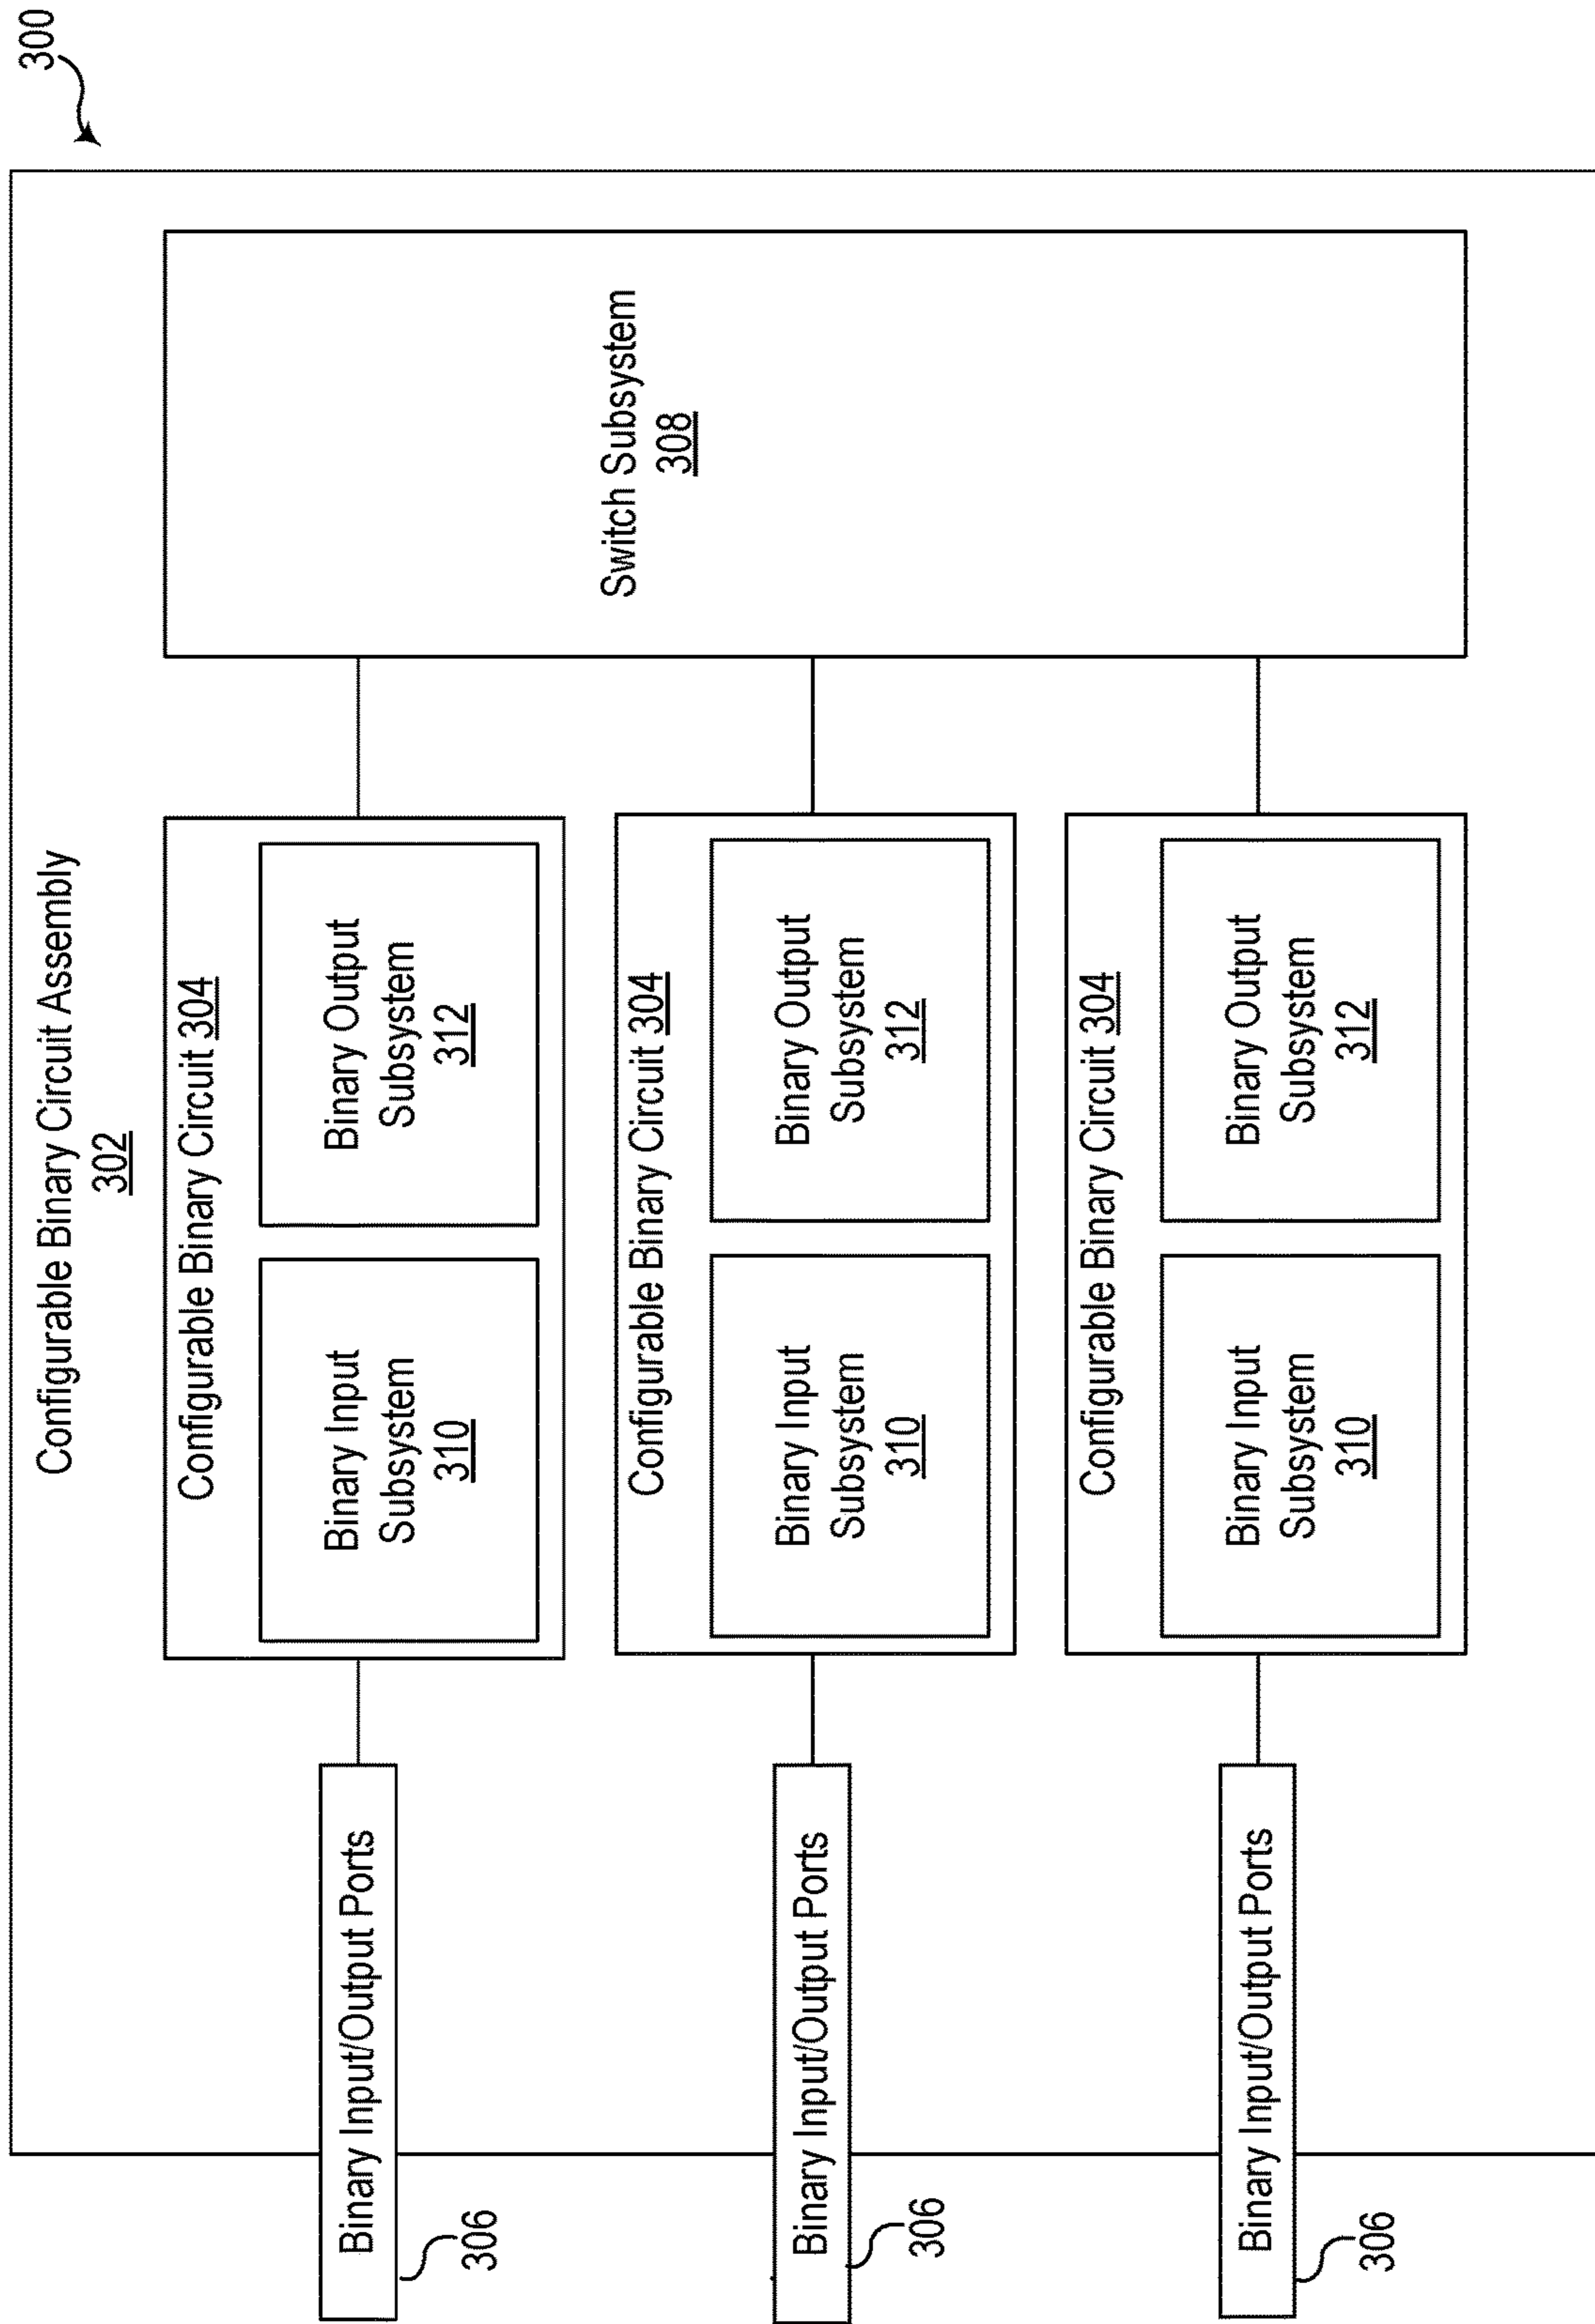 300
Configurable Binary Circuit Assembly
302
Configurable Binary Circuit 304
Binary Input
Subsystem
310
Binary Output
Subsystem
312
Binary Input/Output Ports
306
Configurable Binary Circuit 304
Binary Input
Subsystem
310
Binary Output
Subsystem
312
Binary Input/Output Ports
306
Configurable Binary Circuit 304
Binary Input
Subsystem
310
Binary Output
Subsystem
312
Binary Input/Output Ports
306
Switch Subsystem
308